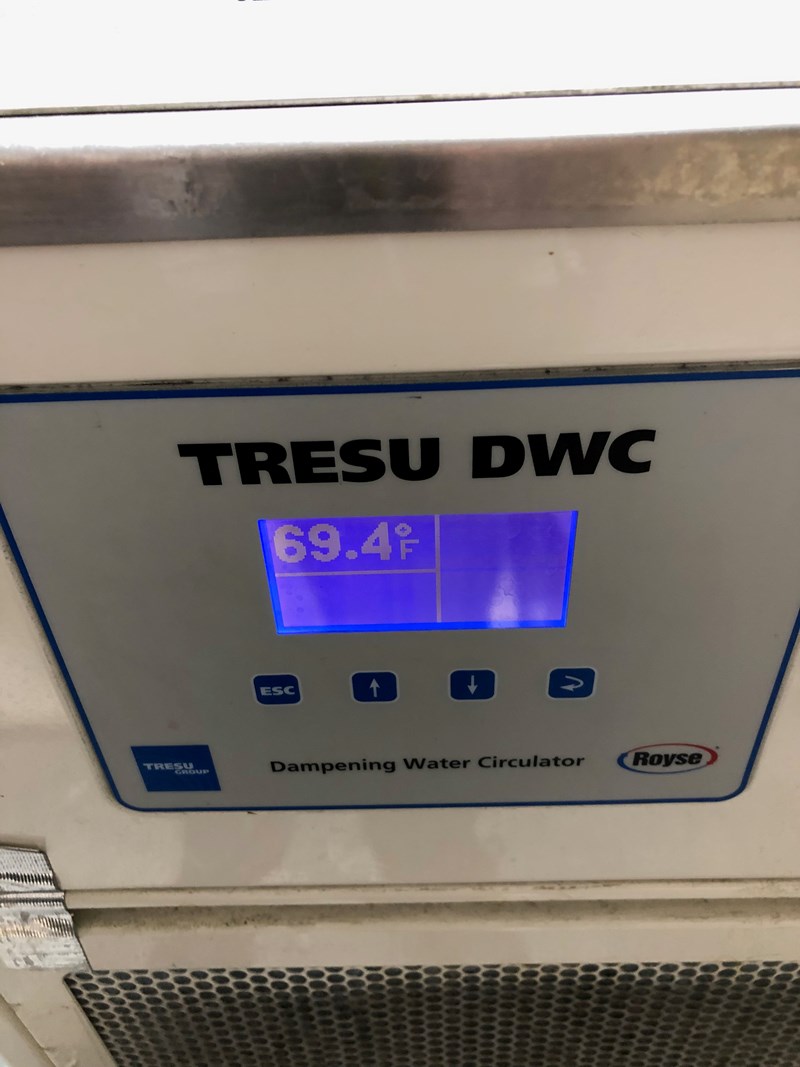 TRESU DWC
69.4°F
ESC
TRESU
GROUP
Dampening Water Circulator
Royse